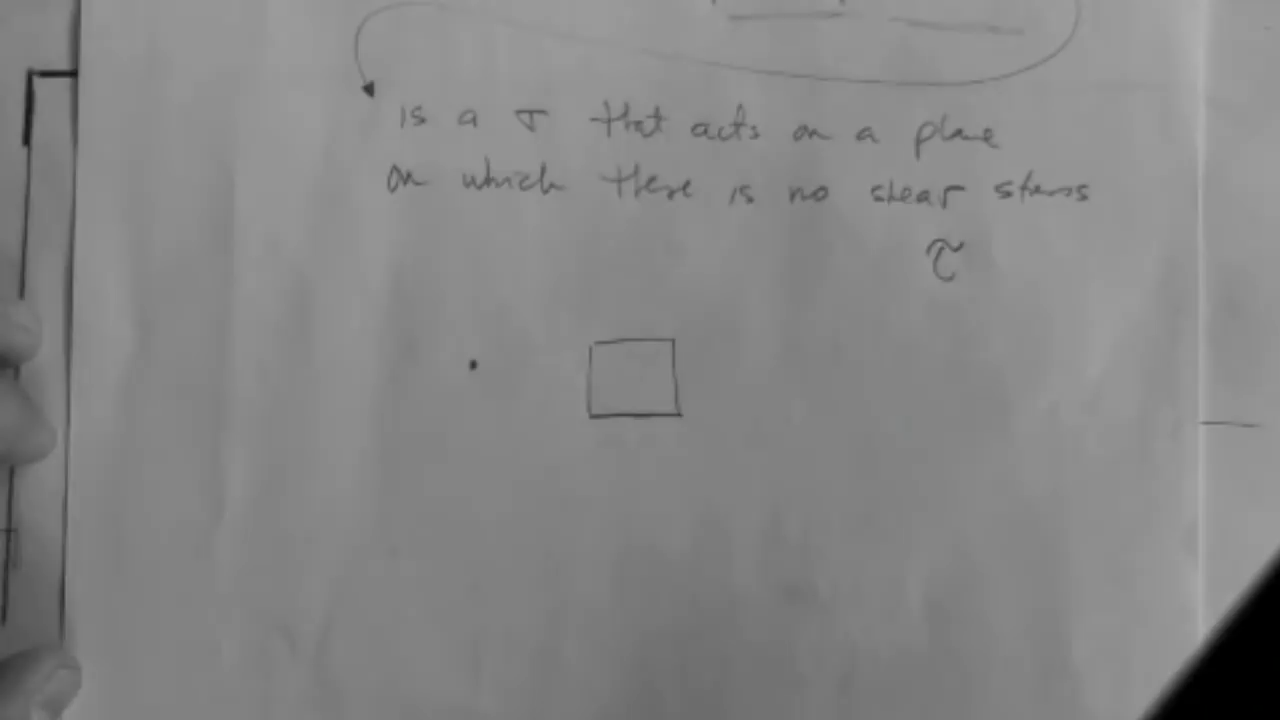 is a σ that acts on a plane
on which there is no shear stress
τ